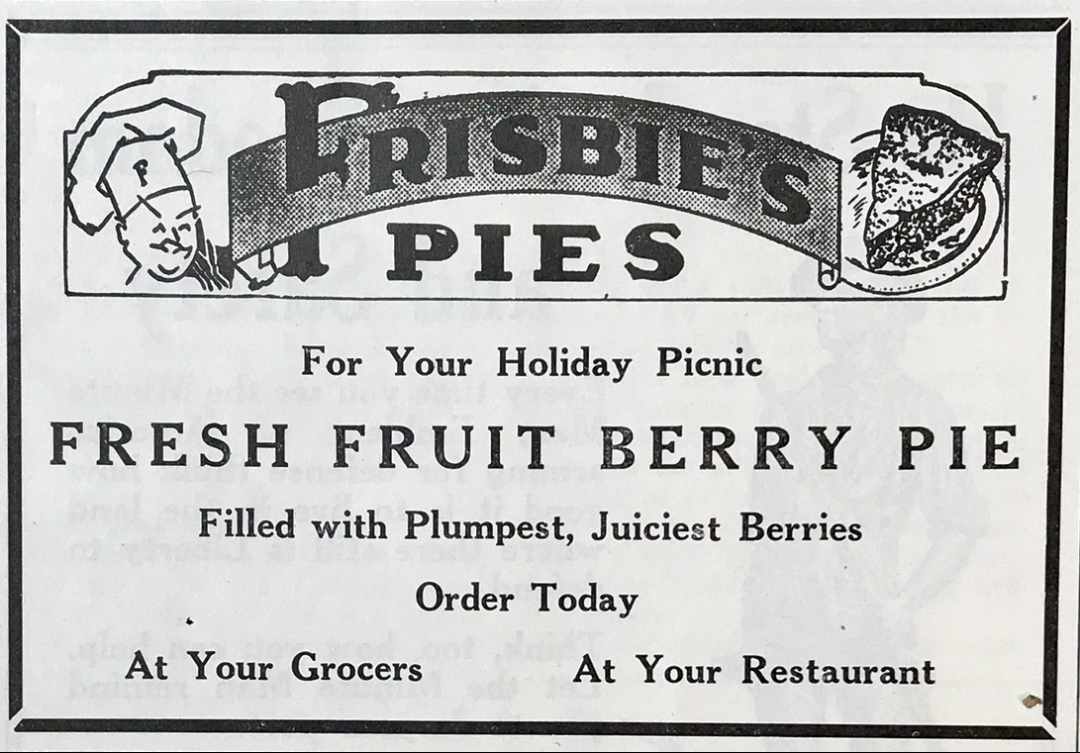 FRISBIE'S
PIES
For Your Holiday Picnic
FRESH FRUIT BERRY PIE
Filled with Plumpest, Juiciest Berries
Order Today
At Your Grocers At Your Restaurant